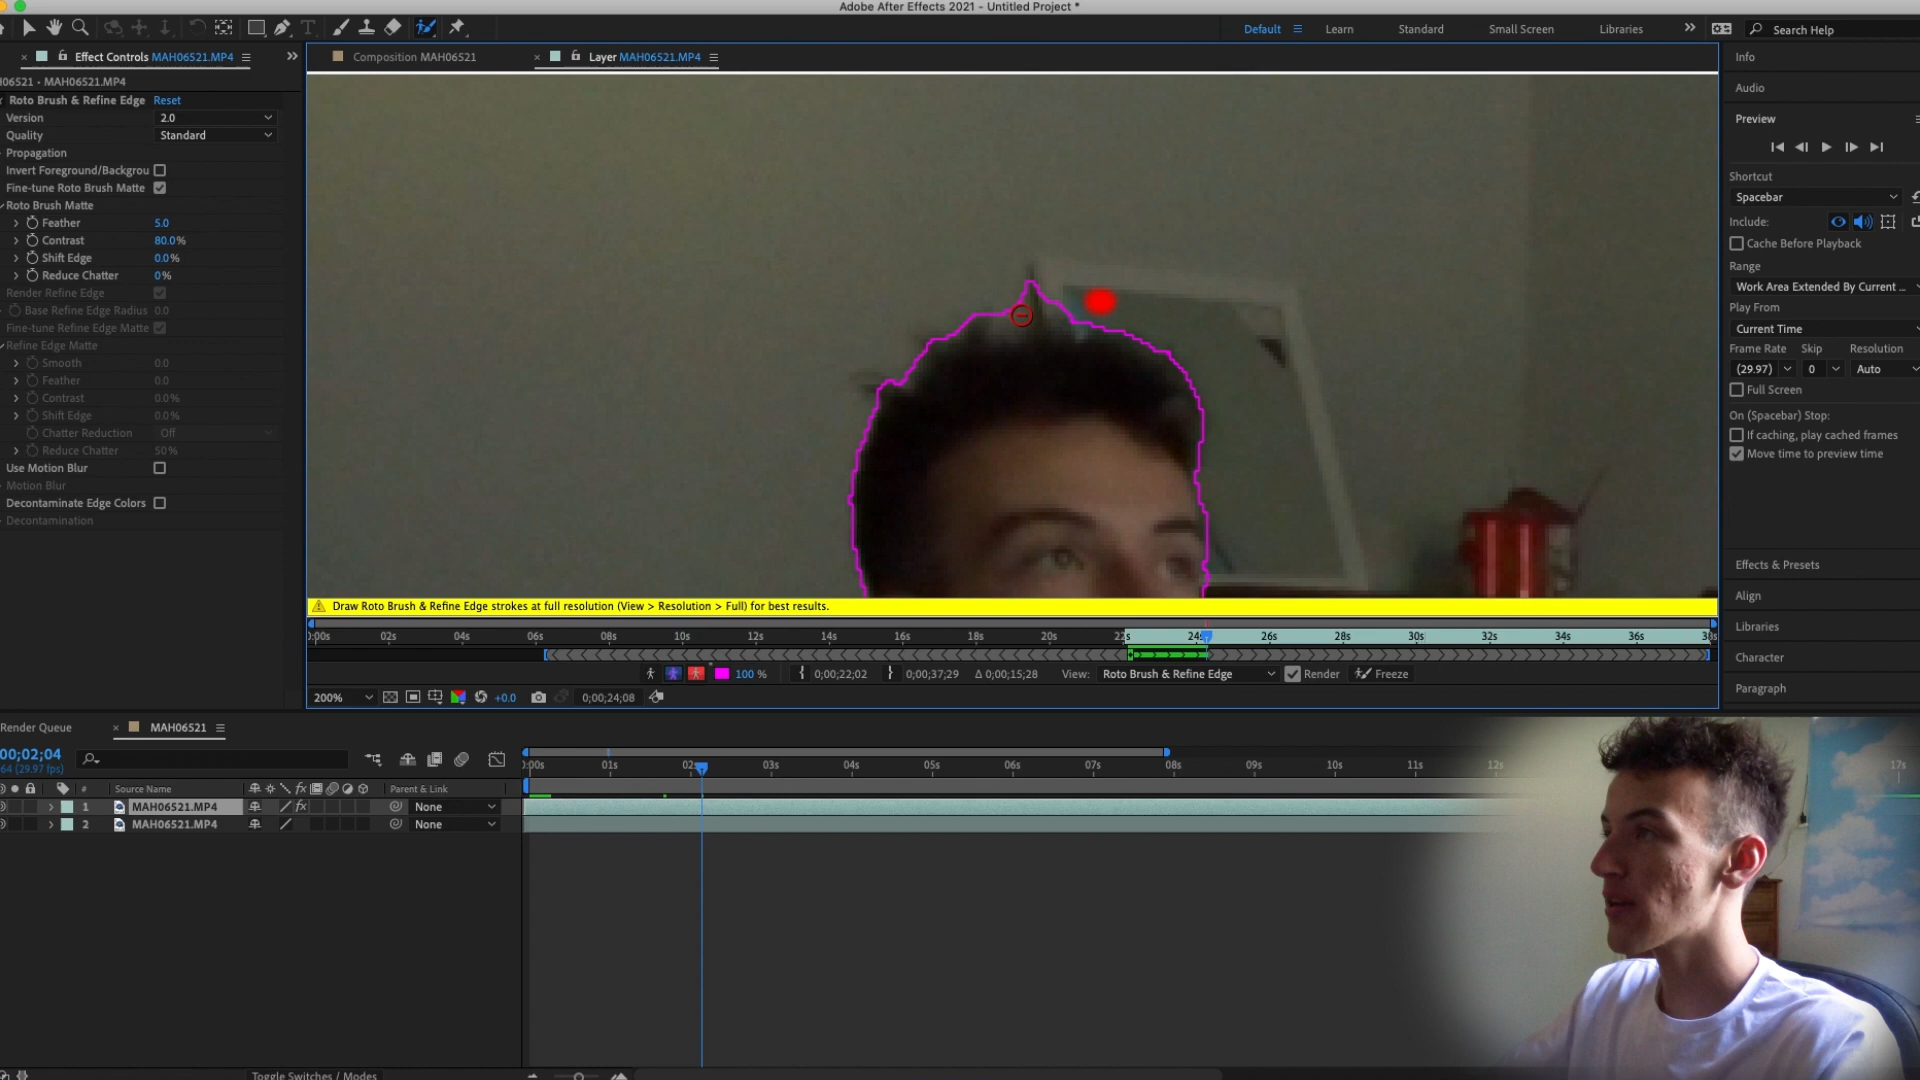 Adobe After Effects 2021 - Untitled Project *
Default
Learn
Standard
Small Screen
Libraries
Search Help
Effect Controls MAH06521.MP4
Composition MAH06521
Layer MAH06521.MP4
MAH06521.MP4
Roto Brush & Refine Edge Reset
Version 2.0
Quality Standard
Propagation
Invert Foreground/Backgrou
Fine-tune Roto Brush Matte
Roto Brush Matte
Feather 5.0
Contrast 80.0%
Shift Edge 0.0%
Reduce Chatter 0%
Render Refine Edge
Base Refine Edge Radius 0.0
Fine-tune Refine Edge Matte
Refine Edge Matte
Smooth 0.0
Feather 0.0
Contrast 0.0%
Shift Edge 0.0%
Chatter Reduction Off
Reduce Chatter 50%
Use Motion Blur
Motion Blur
Decontaminate Edge Colors
Decontamination
Info
Audio
Preview
Shortcut
Spacebar
Include:
Cache Before Playback
Range
Work Area Extended By Current ...
Play From
Current Time
Frame Rate Skip Resolution
(29.97) 0 Auto
Full Screen
On (Spacebar) Stop:
If caching, play cached frames
Move time to preview time
Effects & Presets
Align
Libraries
Character
Paragraph
Draw Roto Brush & Refine Edge strokes at full resolution (View > Resolution > Full) for best results.
:00s 02s 04s 06s 08s 10s 12s 14s 16s 18s 20s 22s 24s 26s 28s 30s 32s 34s 36s 38s
100 % 0;00;22;02 0;00;37;29 Δ 0;00;15;28 View: Roto Brush & Refine Edge Render Freeze
200% +0.0 0;00;24;08
Render Queue
MAH06521
00;02;04
64 (29.97 fps)
:00s 01s 02s 03s 04s 05s 06s 07s 08s 09s 10s 11s 12s 17s
# Source Name fx Parent & Link
1 MAH06521.MP4 fx None
2 MAH06521.MP4 None
Toggle Switches / Modes